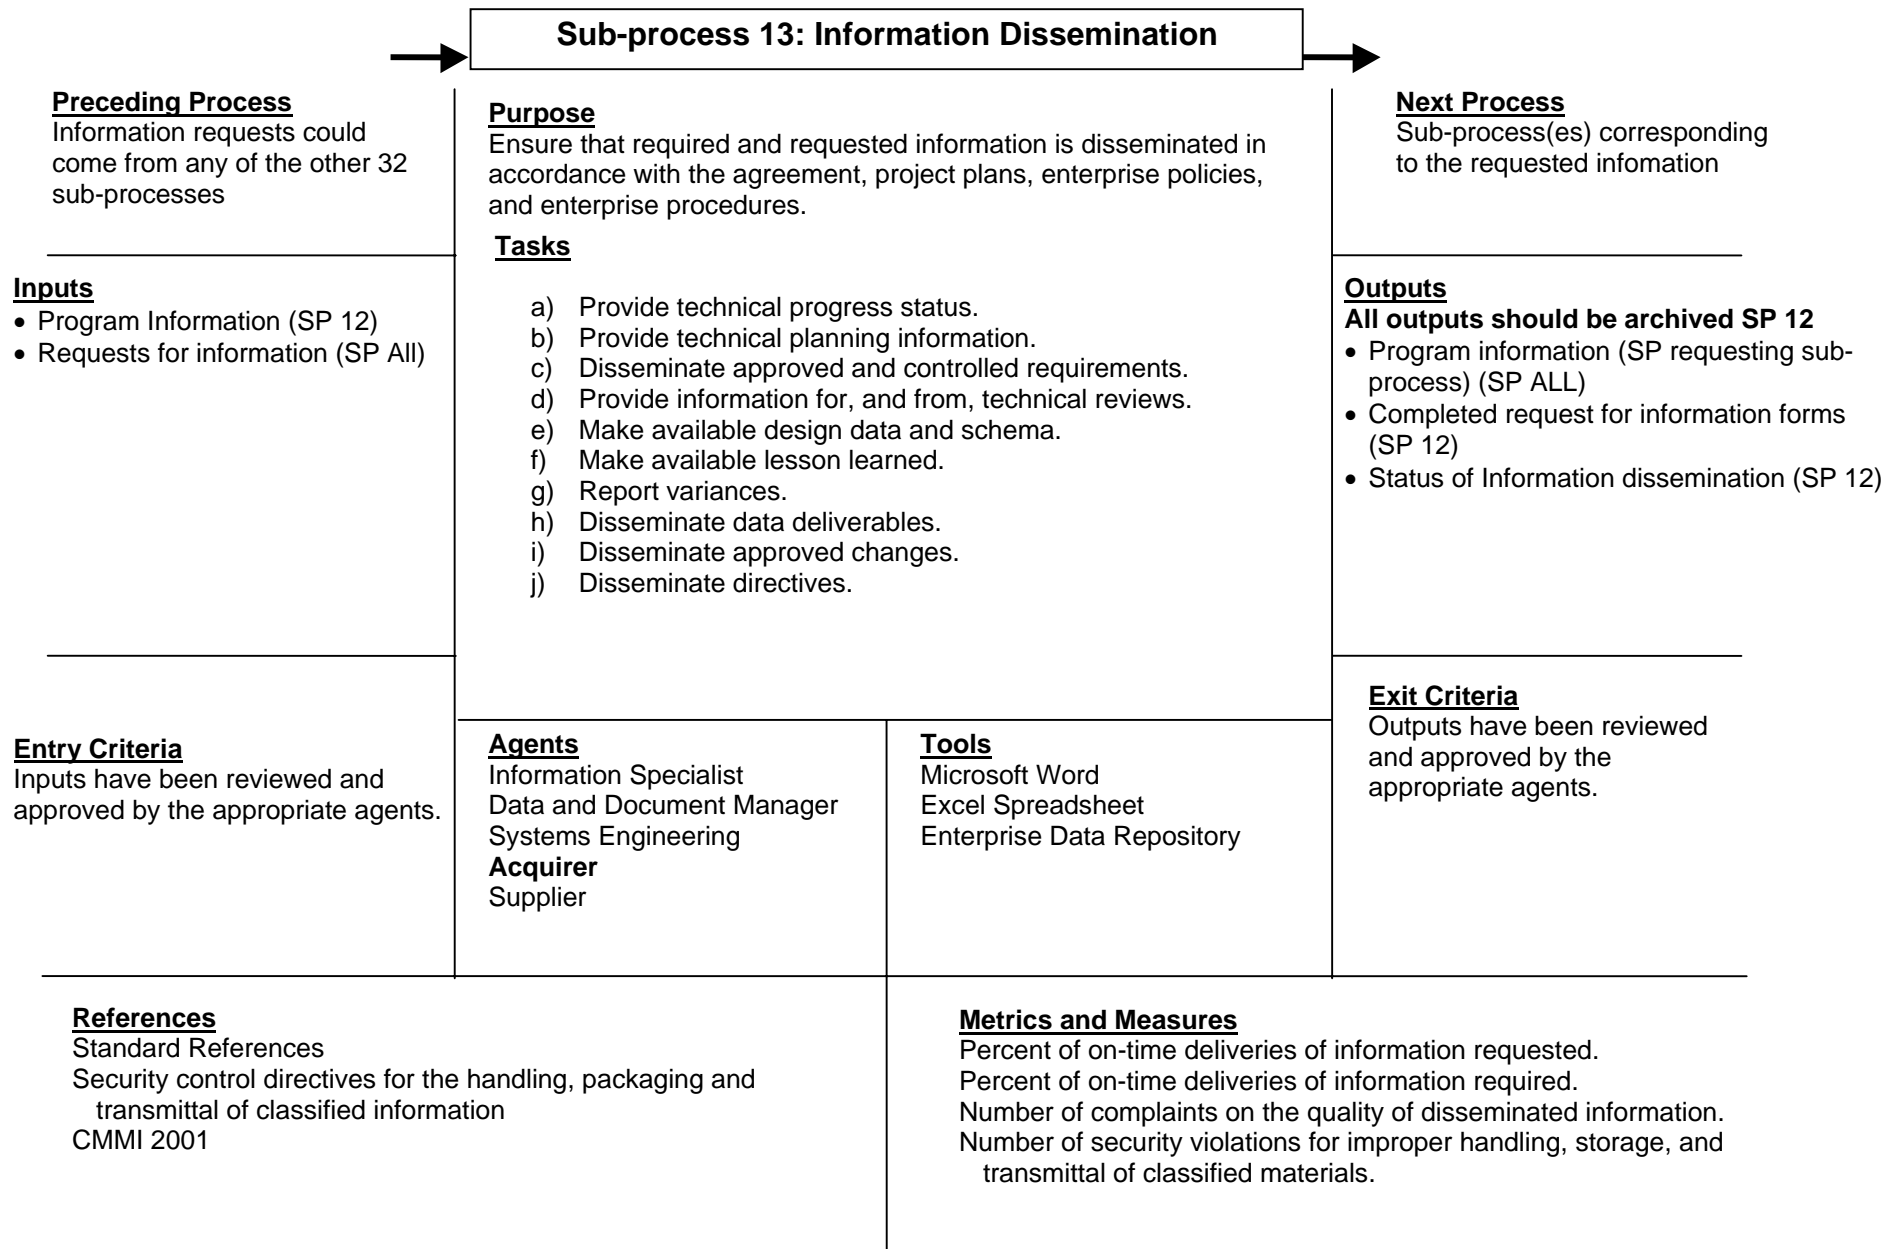 Sub-process 13: Information Dissemination
Preceding Process
Information requests could
come from any of the other 32
sub-processes
Purpose
Ensure that required and requested information is disseminated in
accordance with the agreement, project plans, enterprise policies,
and enterprise procedures.
Next Process
Sub-process(es) corresponding
to the requested infomation
Inputs
• Program Information (SP 12)
• Requests for information (SP All)
Tasks
a) Provide technical progress status.
b) Provide technical planning information.
c) Disseminate approved and controlled requirements.
d) Provide information for, and from, technical reviews.
e) Make available design data and schema.
f) Make available lesson learned.
g) Report variances.
h) Disseminate data deliverables.
i) Disseminate approved changes.
j) Disseminate directives.
Outputs
All outputs should be archived SP 12
• Program information (SP requesting sub-
process) (SP ALL)
• Completed request for information forms
(SP 12)
• Status of Information dissemination (SP 12)
Entry Criteria
Inputs have been reviewed and
approved by the appropriate agents.
Agents
Information Specialist
Data and Document Manager
Systems Engineering
Acquirer
Supplier
Tools
Microsoft Word
Excel Spreadsheet
Enterprise Data Repository
Exit Criteria
Outputs have been reviewed
and approved by the
appropriate agents.
References
Standard References
Security control directives for the handling, packaging and
transmittal of classified information
CMMI 2001
Metrics and Measures
Percent of on-time deliveries of information requested.
Percent of on-time deliveries of information required.
Number of complaints on the quality of disseminated information.
Number of security violations for improper handling, storage, and
transmittal of classified materials.